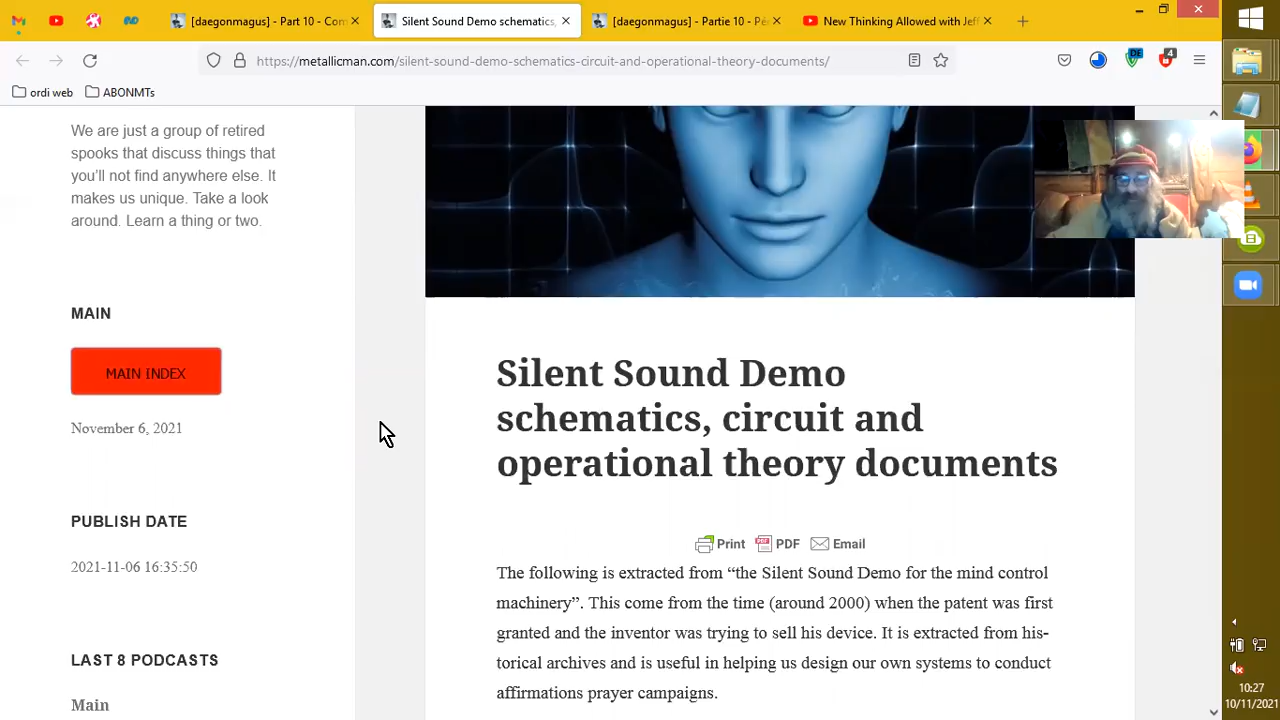 [daegonmagus] - Part 10 - Com
Silent Sound Demo schematics,
[daegonmagus] - Partie 10 - Pé
New Thinking Allowed with Jeff
https://metallicman.com/silent-sound-demo-schematics-circuit-and-operational-theory-documents/
DE
4
ordi web
ABONMTs
We are just a group of retired
spooks that discuss things that
you'll not find anywhere else. It
makes us unique. Take a look
around. Learn a thing or two.
MAIN
MAIN INDEX
November 6, 2021
PUBLISH DATE
2021-11-06 16:35:50
LAST 8 PODCASTS
Main
Silent Sound Demo
schematics, circuit and
operational theory documents
Print
PDF
Email
The following is extracted from “the Silent Sound Demo for the mind control
machinery”. This come from the time (around 2000) when the patent was first
granted and the inventor was trying to sell his device. It is extracted from his-
torical archives and is useful in helping us design our own systems to conduct
affirmations prayer campaigns.
10:27
10/11/2021